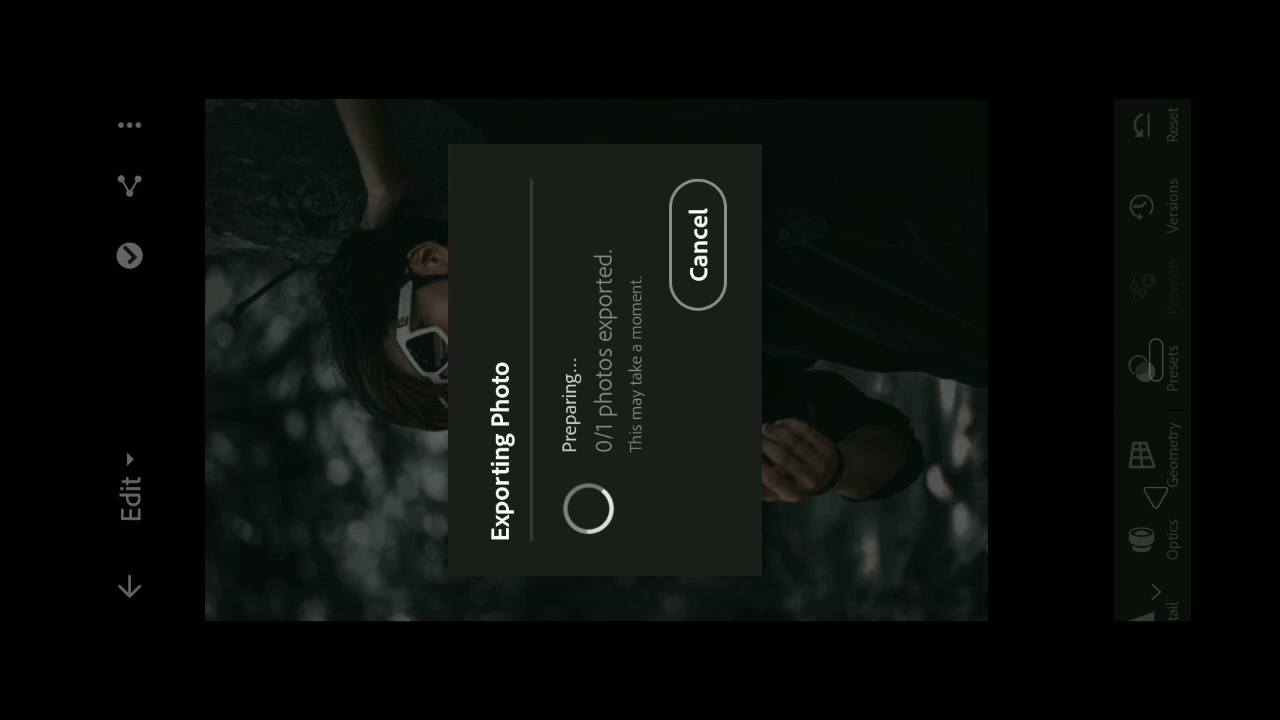 Edit
Exporting Photo
Preparing...
0/1 photos exported.
This may take a moment.
Cancel
tail
Optics
Geometry
Presets
Previous
Versions
Reset